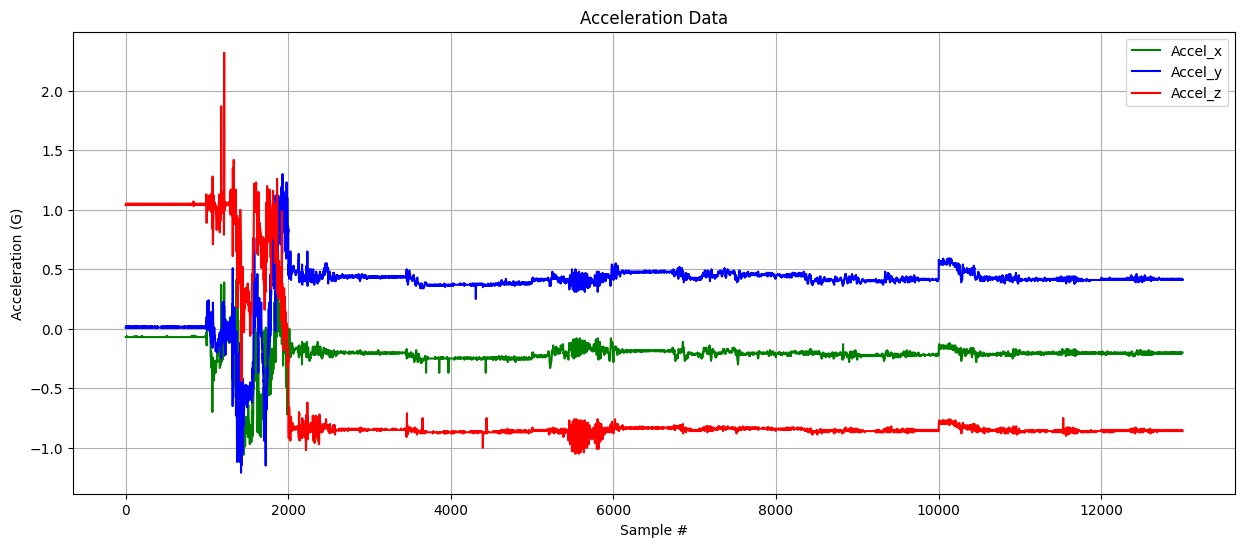 Acceleration Data
Accel_x
Accel_y
Accel_z
Acceleration (G)
2.0
1.5
1.0
0.5
0.0
−0.5
−1.0
0 2000 4000 6000 8000 10000 12000
Sample #